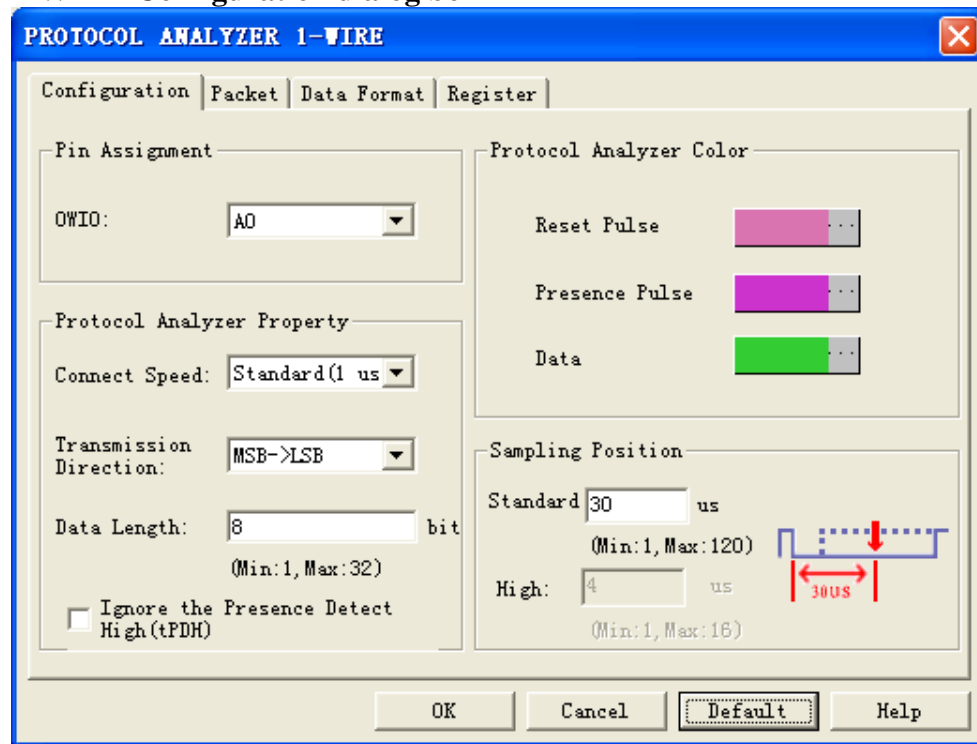 PROTOCOL ANALYZER 1-WIRE
Configuration Packet Data Format Register
Pin Assignment
OWIO: A0
Protocol Analyzer Property
Connect Speed: Standard(1 us
Transmission
Direction: MSB->LSB
Data Length: 8 bit
(Min:1,Max:32)
Ignore the Presence Detect
High(tPDH)
Protocol Analyzer Color
Reset Pulse ...
Presence Pulse ...
Data ...
Sampling Position
Standard 30 us
(Min:1,Max:120)
High: 4 us
(Min:1,Max:16)
30US
OK Cancel Default Help